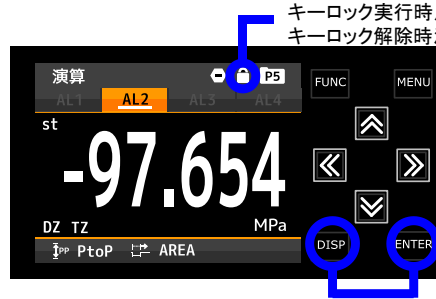 キーロック実行時
キーロック解除時
演算 P5
AL1 AL2 AL3 AL4
st
-97.654
DZ TZ MPa
PP PtoP AREA
FUNC MENU
DISP ENTER